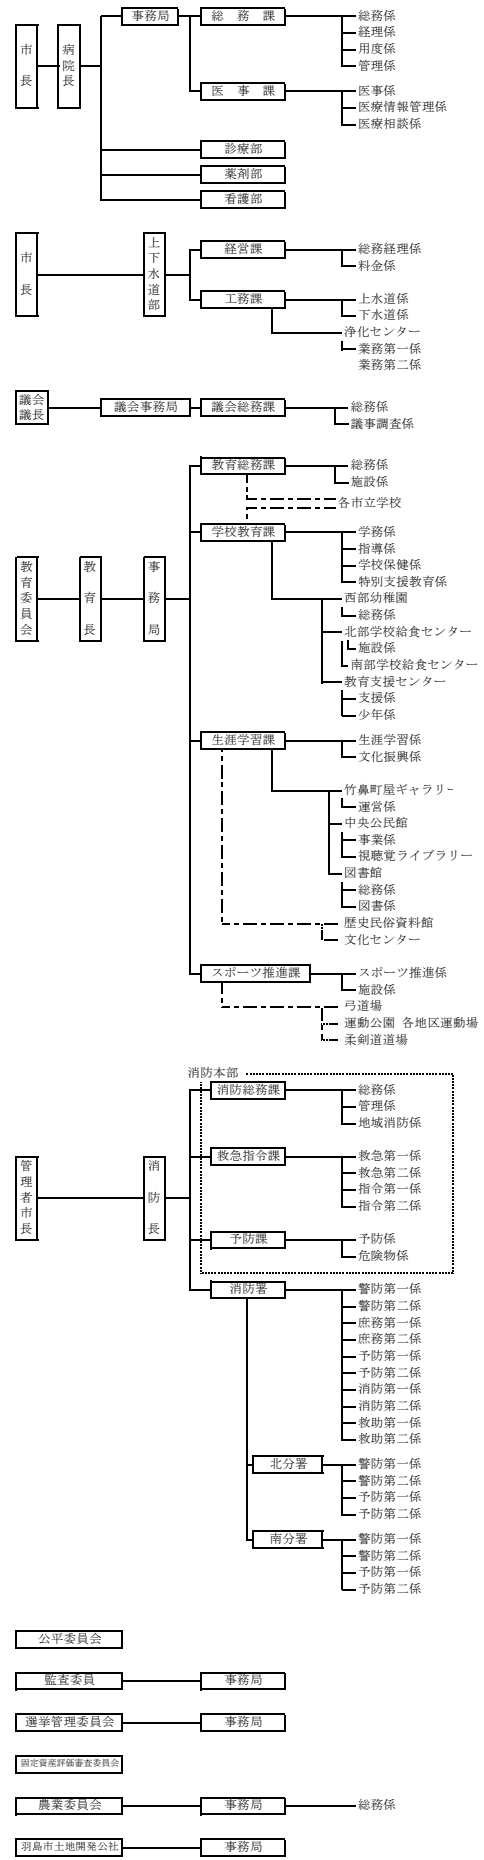 市長
病院長
事務局
総務課
総務係
経理係
用度係
管理係
医事課
医事係
医療情報管理係
医療相談係
診療部
薬剤部
看護部
市長
上下水道部
経営課
総務経理係
料金係
工務課
上水道係
下水道係
浄化センター
業務第一係
業務第二係
議会議長
議会事務局
議会総務課
総務係
議事調査係
教育委員会
教育長
事務局
教育総務課
総務係
施設係
各市立学校
学校教育課
学務係
指導係
学校保健係
特別支援教育係
西部幼稚園
総務係
北部学校給食センター
施設係
南部学校給食センター
教育支援センター
支援係
少年係
生涯学習課
生涯学習係
文化振興係
竹鼻町屋ギャラリー
運営係
中央公民館
事業係
視聴覚ライブラリー
図書館
総務係
図書係
歴史民俗資料館
文化センター
スポーツ推進課
スポーツ推進係
施設係
弓道場
運動公園 各地区運動場
柔剣道道場
管理者市長
消防長
消防本部
消防総務課
総務係
管理係
地域消防係
救急指令課
救急第一係
救急第二係
指令第一係
指令第二係
予防課
予防係
危険物係
消防署
警防第一係
警防第二係
庶務第一係
庶務第二係
予防第一係
予防第二係
消防第一係
消防第二係
救助第一係
救助第二係
北分署
警防第一係
警防第二係
予防第一係
予防第二係
南分署
警防第一係
警防第二係
予防第一係
予防第二係
公平委員会
監査委員
事務局
選挙管理委員会
事務局
固定資産評価審査委員会
農業委員会
事務局
総務係
羽島市土地開発公社
事務局